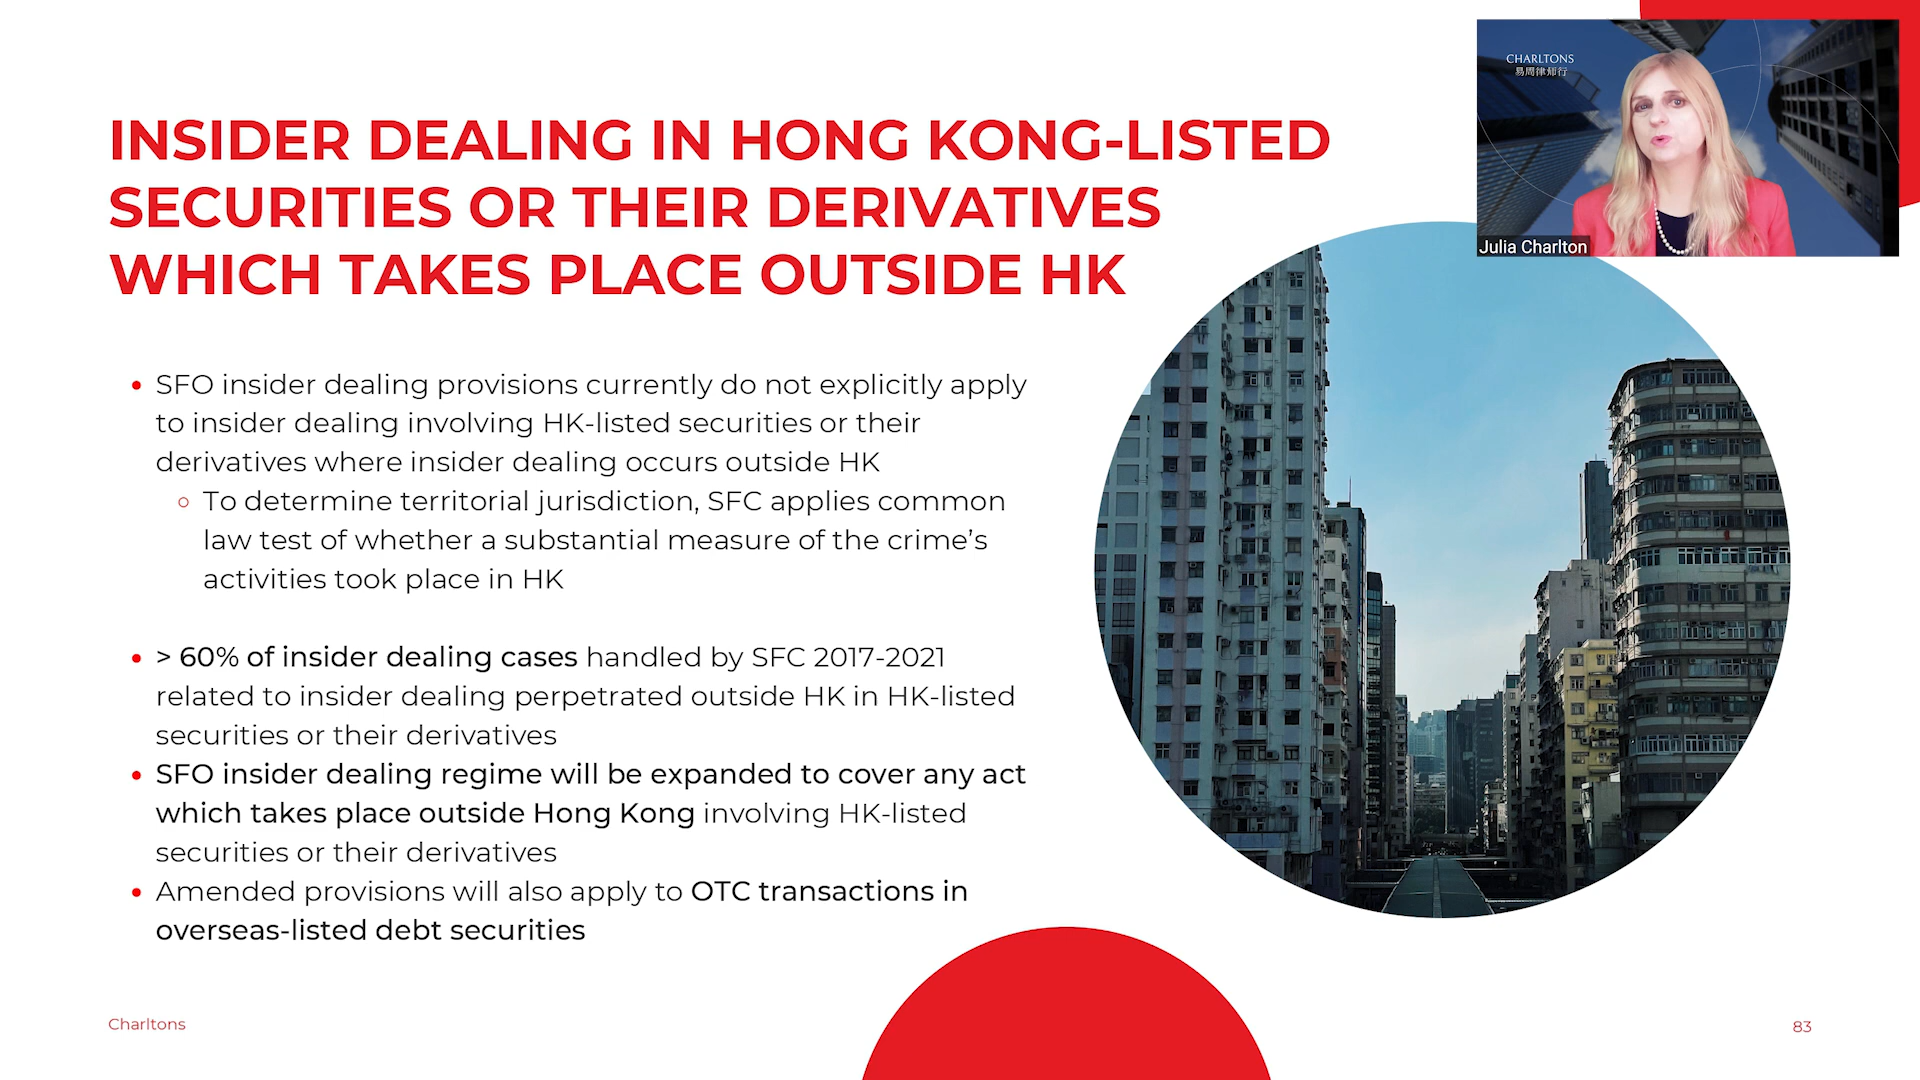 INSIDER DEALING IN HONG KONG-LISTED
SECURITIES OR THEIR DERIVATIVES
WHICH TAKES PLACE OUTSIDE HK
CHARLTONS
易周律师行
Julia Charlton
• SFO insider dealing provisions currently do not explicitly apply
to insider dealing involving HK-listed securities or their
derivatives where insider dealing occurs outside HK
○ To determine territorial jurisdiction, SFC applies common
law test of whether a substantial measure of the crime’s
activities took place in HK
• > 60% of insider dealing cases handled by SFC 2017-2021
related to insider dealing perpetrated outside HK in HK-listed
securities or their derivatives
• SFO insider dealing regime will be expanded to cover any act
which takes place outside Hong Kong involving HK-listed
securities or their derivatives
• Amended provisions will also apply to OTC transactions in
overseas-listed debt securities
Charltons
83